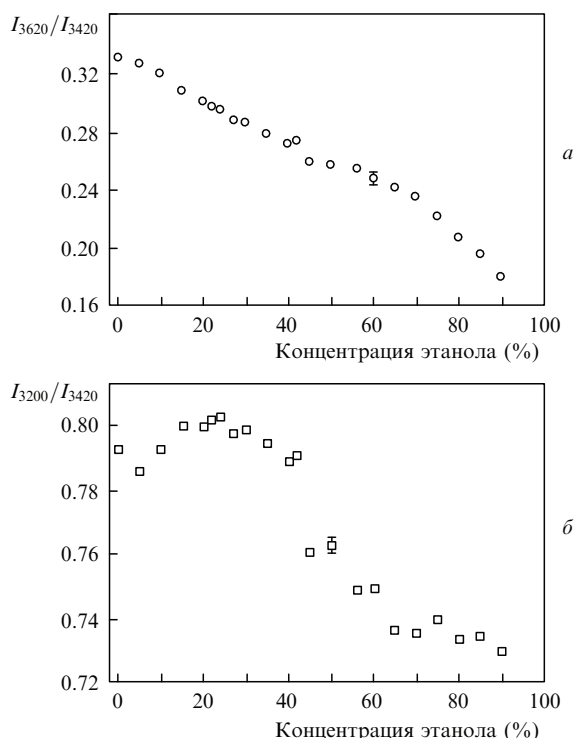 I₃₆₂₀/I₃₄₂₀
0.32
0.28
0.24
0.20
0.16
0 20 40 60 80 100
Концентрация этанола (%)
а
I₃₂₀₀/I₃₄₂₀
0.80
0.78
0.76
0.74
0.72
0 20 40 60 80 100
Концентрация этанола (%)
б